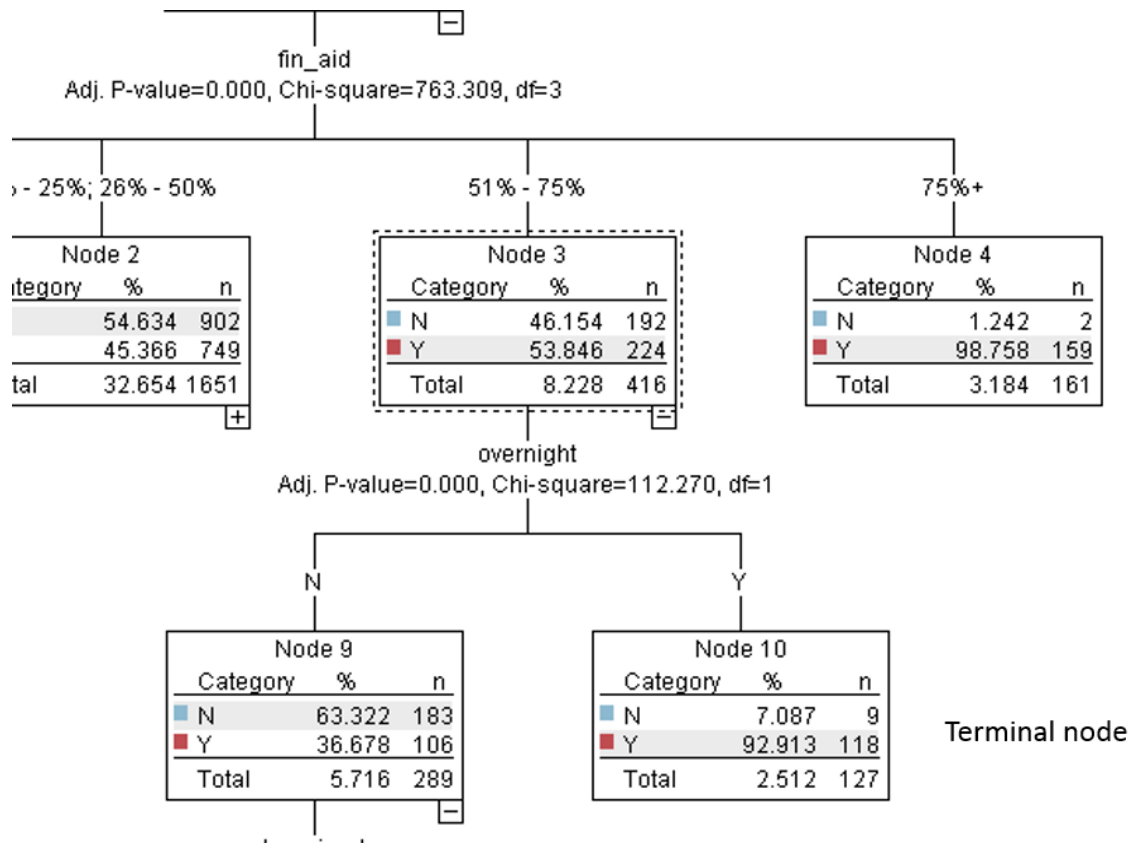 fin_aid
Adj. P-value=0.000, Chi-square=763.309, df=3
- 25%; 26% - 50%
51% - 75%
75%+
Node 2
% n
54.634 902
45.366 749
32.654 1651
+
Node 3
Category % n
N 46.154 192
Y 53.846 224
Total 8.228 416
Node 4
Category % n
N 1.242 2
Y 98.758 159
Total 3.184 161
overnight
Adj. P-value=0.000, Chi-square=112.270, df=1
N
Y
Node 9
Category % n
N 63.322 183
Y 36.678 106
Total 5.716 289
Node 10
Category % n
N 7.087 9
Y 92.913 118
Total 2.512 127
Terminal node